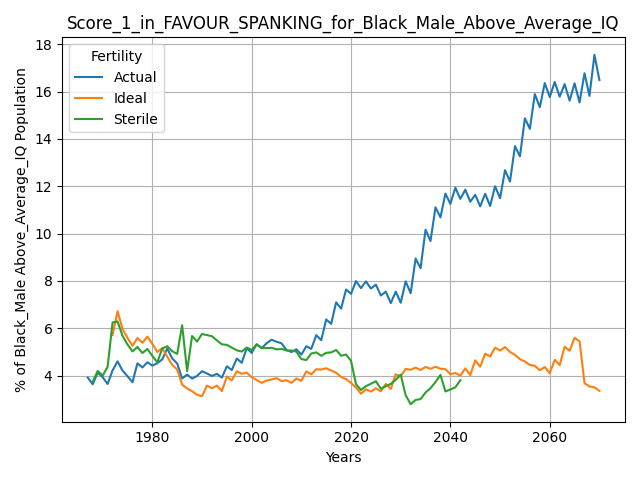 Score_1_in_FAVOUR_SPANKING_for_Black_Male_Above_Average_IQ
Fertility
Actual
Ideal
Sterile
% of Black_Male Above_Average_IQ Population
18
16
14
12
10
8
6
4
1980
2000
2020
2040
2060
Years